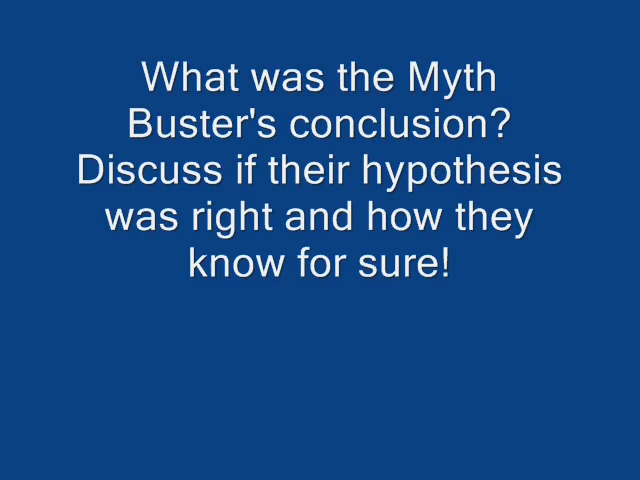 What was the Myth
Buster's conclusion?
Discuss if their hypothesis
was right and how they
know for sure!